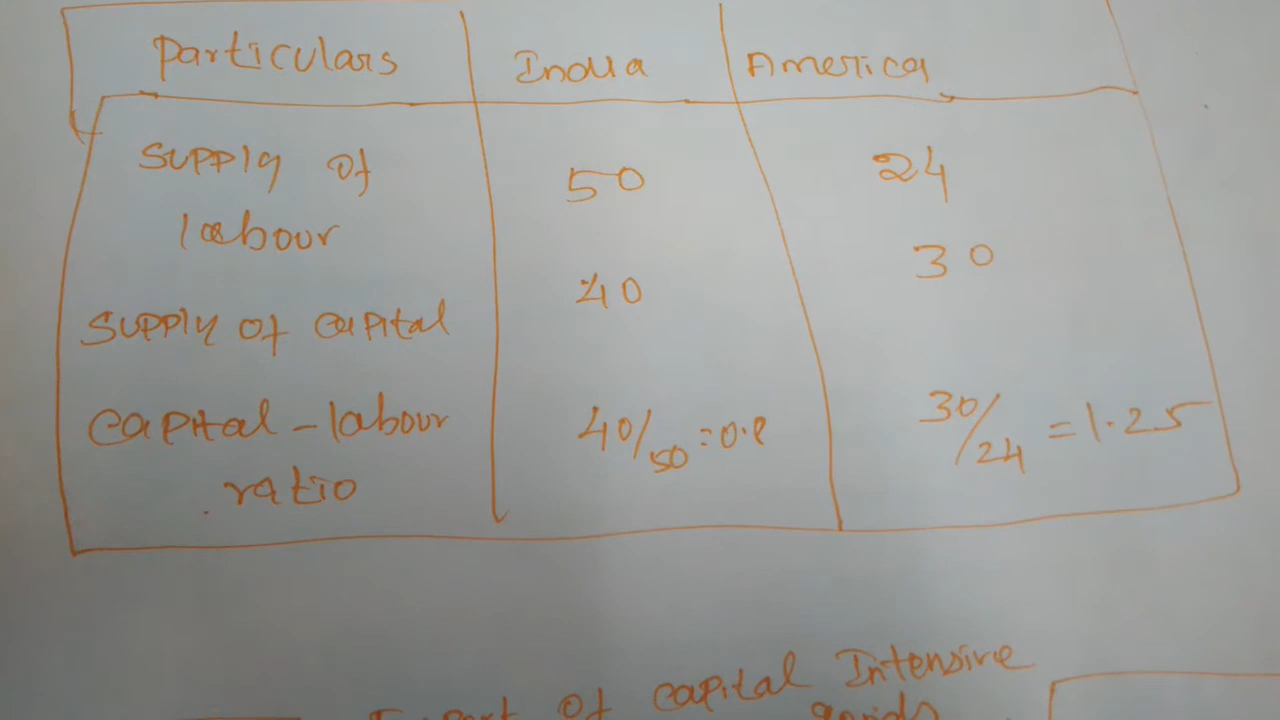 Particulars India America
Supply of labour 50 24
Supply of capital 40 30
Capital-labour ratio 40/50 = 0.8 30/24 = 1.25
of capital Intensive
goods